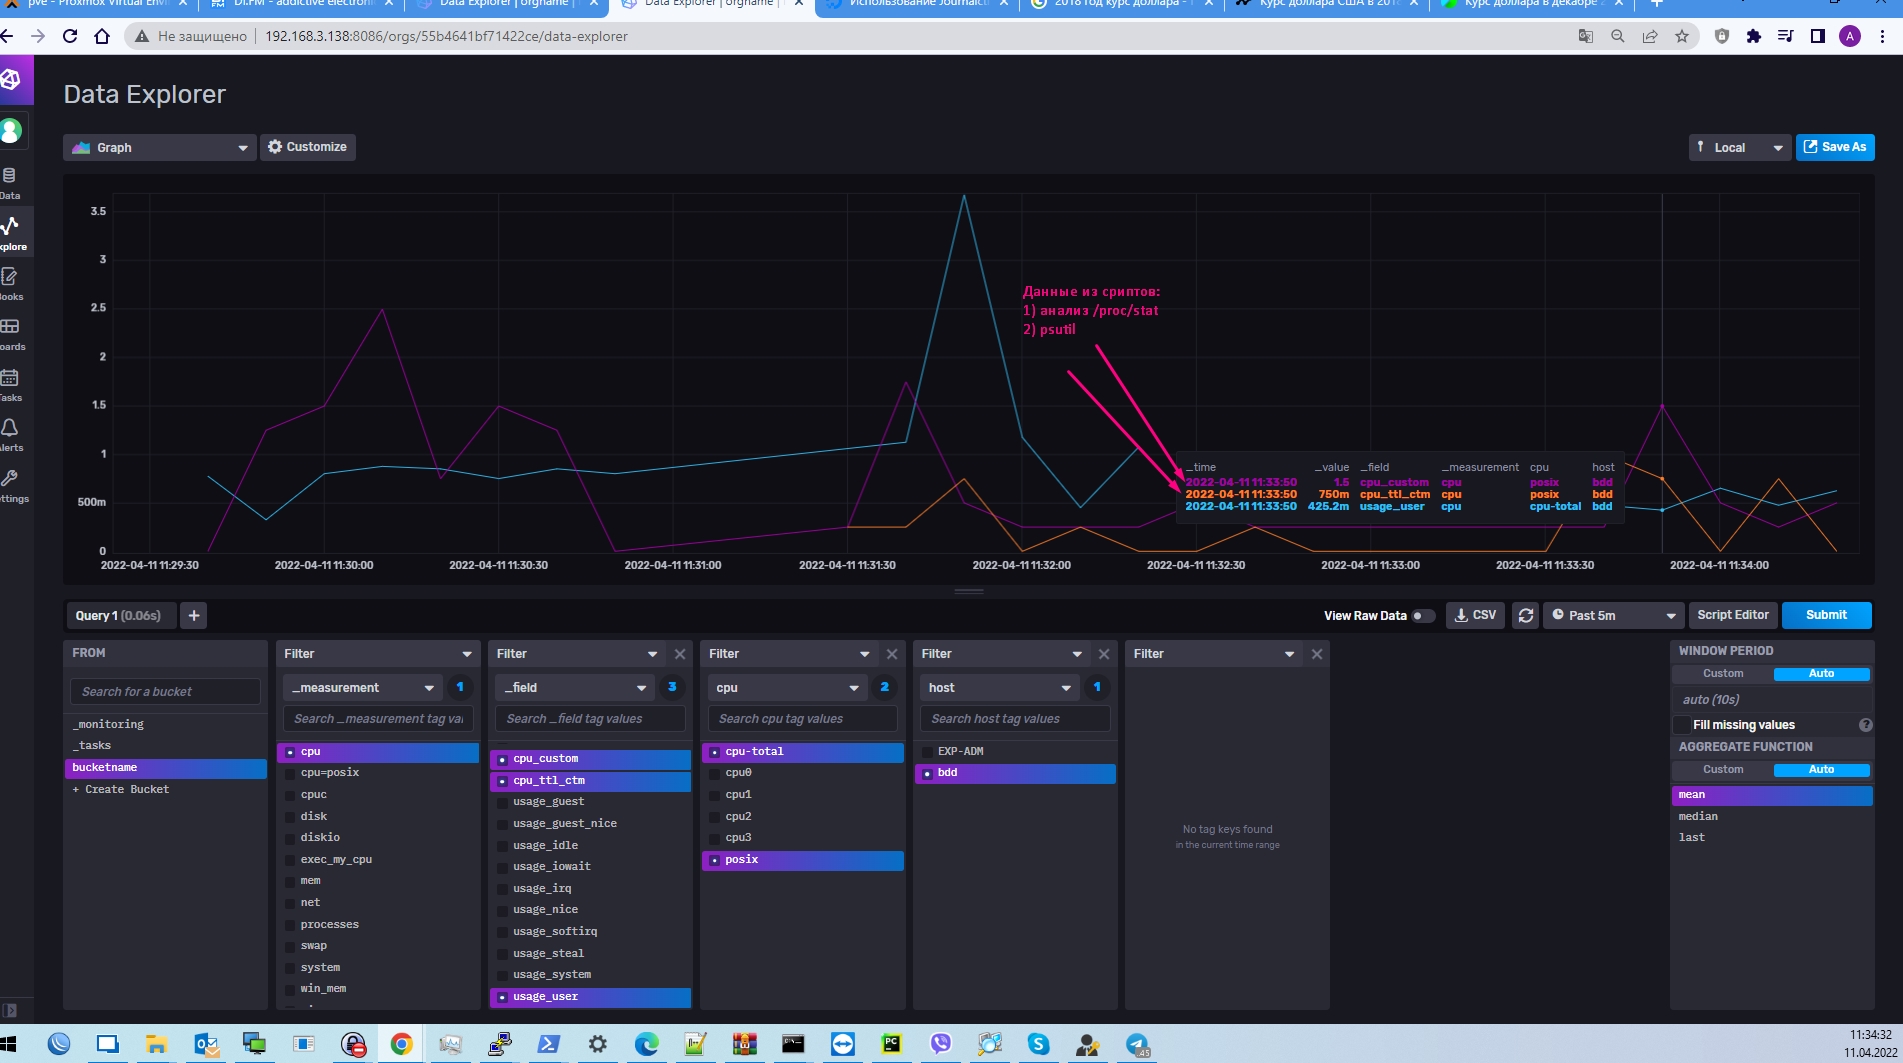 pve - Proxmox Virtual Envi
DI.FM - addictive electroni
Data Explorer | orgname |
Data Explorer | orgname |
Использование Journalctl
2018 год курс доллара -
Курс доллара США в 201
Курс доллара в декабре 2
Не защищено
192.168.3.138:8086/orgs/55b4641bf71422ce/data-explorer
A
Data Explorer
Graph
Customize
Local
Save As
Data
xplore
ooks
oards
asks
lerts
ttings
3.5
3
2.5
2
1.5
1
500m
0
Данные из сриптов:
1) анализ /proc/stat
2) psutil
_time _value _field _measurement cpu host
2022-04-11 11:33:50 1.5 cpu_custom cpu posix bdd
2022-04-11 11:33:50 750m cpu_ttl_ctm cpu posix bdd
2022-04-11 11:33:50 425.2m usage_user cpu cpu-total bdd
2022-04-11 11:29:30
2022-04-11 11:30:00
2022-04-11 11:30:30
2022-04-11 11:31:00
2022-04-11 11:31:30
2022-04-11 11:32:00
2022-04-11 11:32:30
2022-04-11 11:33:00
2022-04-11 11:33:30
2022-04-11 11:34:00
Query 1 (0.06s)
+
View Raw Data
CSV
Past 5m
Script Editor
Submit
FROM
Search for a bucket
_monitoring
_tasks
bucketname
+ Create Bucket
Filter
_measurement
1
Search _measurement tag val
cpu
cpu=posix
cpuc
disk
diskio
exec_my_cpu
mem
net
processes
swap
system
win_mem
Filter
_field
3
Search _field tag values
cpu_custom
cpu_ttl_ctm
usage_guest
usage_guest_nice
usage_idle
usage_iowait
usage_irq
usage_nice
usage_softirq
usage_steal
usage_system
usage_user
Filter
cpu
2
Search cpu tag values
cpu-total
cpu0
cpu1
cpu2
cpu3
posix
Filter
host
1
Search host tag values
EXP-ADM
bdd
Filter
No tag keys found
in the current time range
WINDOW PERIOD
Custom
Auto
auto (10s)
Fill missing values
?
AGGREGATE FUNCTION
Custom
Auto
mean
median
last
PC
45
11:34:32
11.04.2022